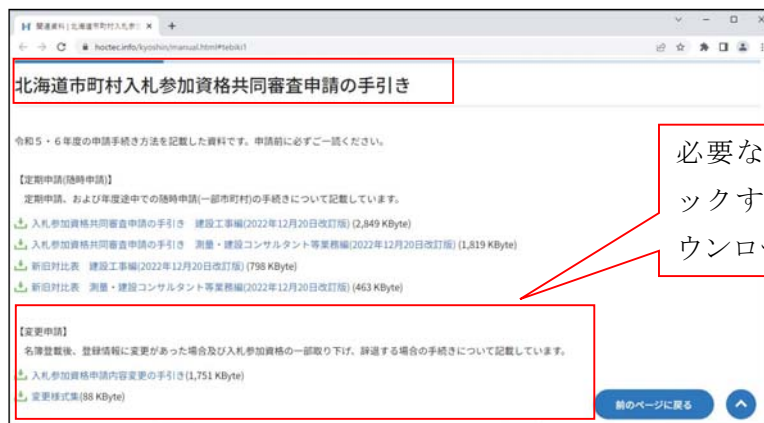 関連資料 | 北海道市町村入札参
hoctec.info/kyoshin/manual.html#tebiki1
北海道市町村入札参加資格共同審査申請の手引き
令和5・6年度の申請手続き方法を記載した資料です。申請前に必ずご一読ください。
【定期申請(随時申請)】
定期申請、および年度途中での随時申請(一部市町村)の手続きについて記載しています。
入札参加資格共同審査申請の手引き 建設工事編(2022年12月20日改訂版) (2,849 KByte)
入札参加資格共同審査申請の手引き 測量・建設コンサルタント等業務編(2022年12月20日改訂版) (1,819 KByte)
新旧対比表 建設工事編(2022年12月20日改訂版) (798 KByte)
新旧対比表 測量・建設コンサルタント等業務編(2022年12月20日改訂版) (463 KByte)
必要な
ックす
ウンロ
【変更申請】
名簿登載後、登録情報に変更があった場合及び入札参加資格の一部取り下げ、辞退する場合の手続きについて記載しています。
入札参加資格申請内容変更の手引き(1,751 KByte)
変更様式集(88 KByte)
前のページに戻る